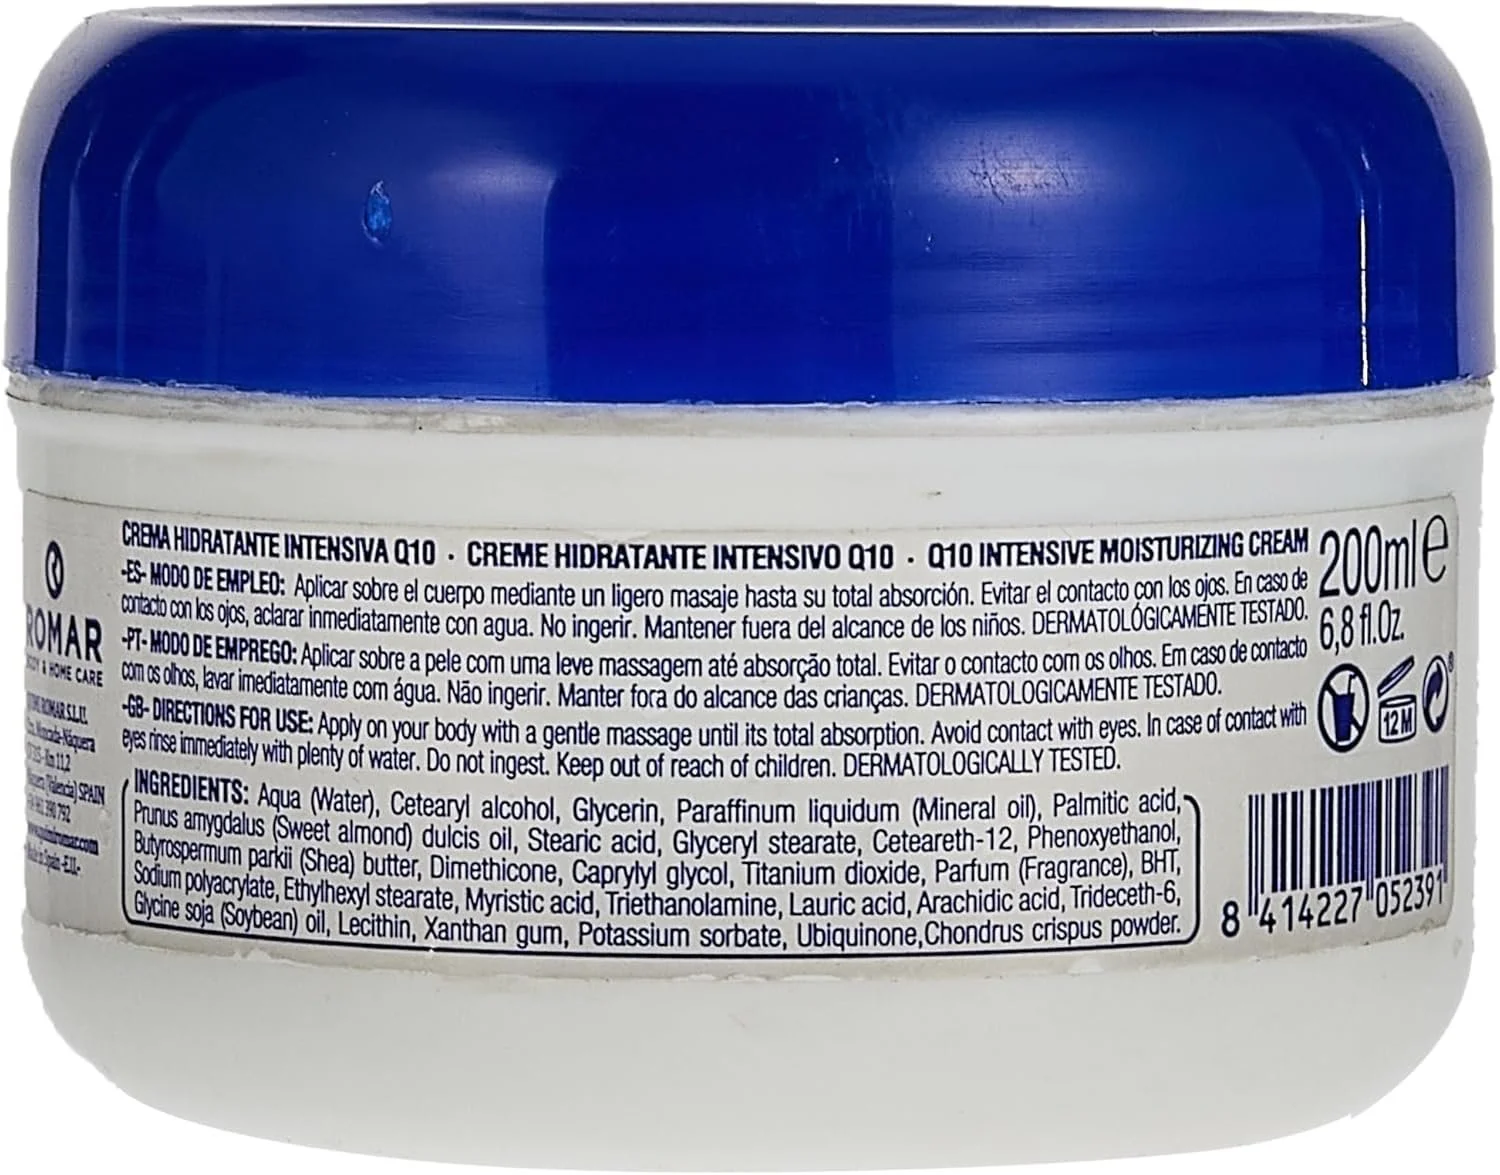 ROMAR
BODY & HOME CARE
SPAIN
CREMA HIDRATANTE INTENSIVA Q10 · CREME HIDRATANTE INTENSIVO Q10 · Q10 INTENSIVE MOISTURIZING CREAM
-ES- MODO DE EMPLEO: Aplicar sobre el cuerpo mediante un ligero masaje hasta su total absorción. Evitar el contacto con los ojos. En caso de
contacto con los ojos, aclarar inmediatamente con agua. No ingerir. Mantener fuera del alcance de los niños. DERMATOLÓGICAMENTE TESTADO.
-PT- MODO DE EMPREGO: Aplicar sobre a pele com uma leve massagem até absorção total. Evitar o contacto com os olhos. Em caso de contacto
com os olhos, lavar imediatamente com água. Não ingerir. Manter fora do alcance das crianças. DERMATOLOGICAMENTE TESTADO.
-GB- DIRECTIONS FOR USE: Apply on your body with a gentle massage until its total absorption. Avoid contact with eyes. In case of contact with
eyes rinse immediately with plenty of water. Do not ingest. Keep out of reach of children. DERMATOLOGICALLY TESTED.
INGREDIENTS: Aqua (Water), Cetearyl alcohol, Glycerin, Paraffinum liquidum (Mineral oil), Palmitic acid,
Prunus amygdalus (Sweet almond) dulcis oil, Stearic acid, Glyceryl stearate, Ceteareth-12, Phenoxyethanol,
Butyrospermum parkii (Shea) butter, Dimethicone, Caprylyl glycol, Titanium dioxide, Parfum (Fragrance), BHT,
Sodium polyacrylate, Ethylhexyl stearate, Myristic acid, Triethanolamine, Lauric acid, Arachidic acid, Trideceth-6,
Glycine soja (Soybean) oil, Lecithin, Xanthan gum, Potassium sorbate, Ubiquinone,Chondrus crispus powder.
200ml e
6,8 fl.Oz.
12M
8 414227 052391